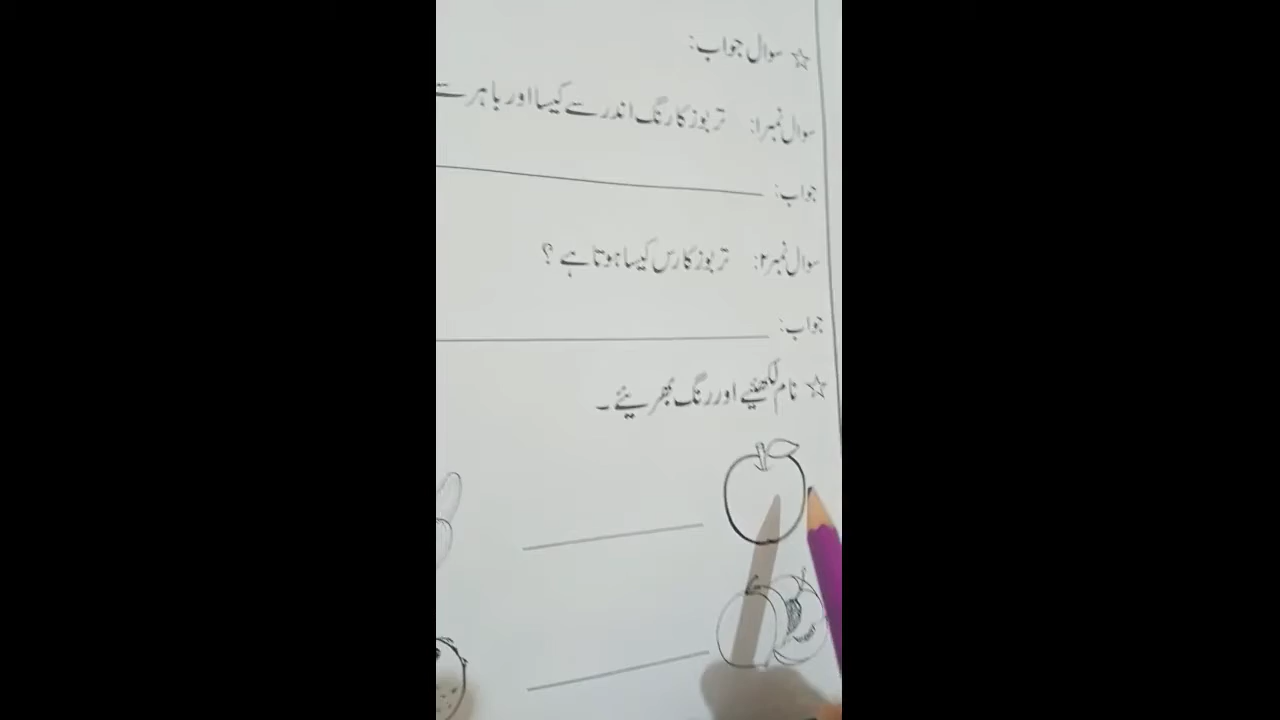 ☆ سوال جواب:
سوال نمبر۱: تربوز کا رنگ اندر سے کیسا اور باہر سے
جواب:
سوال نمبر۲: تربوز کا رس کیسا ہوتا ہے ؟
جواب:
☆ نام لکھئیے اور رنگ بھریئے ۔